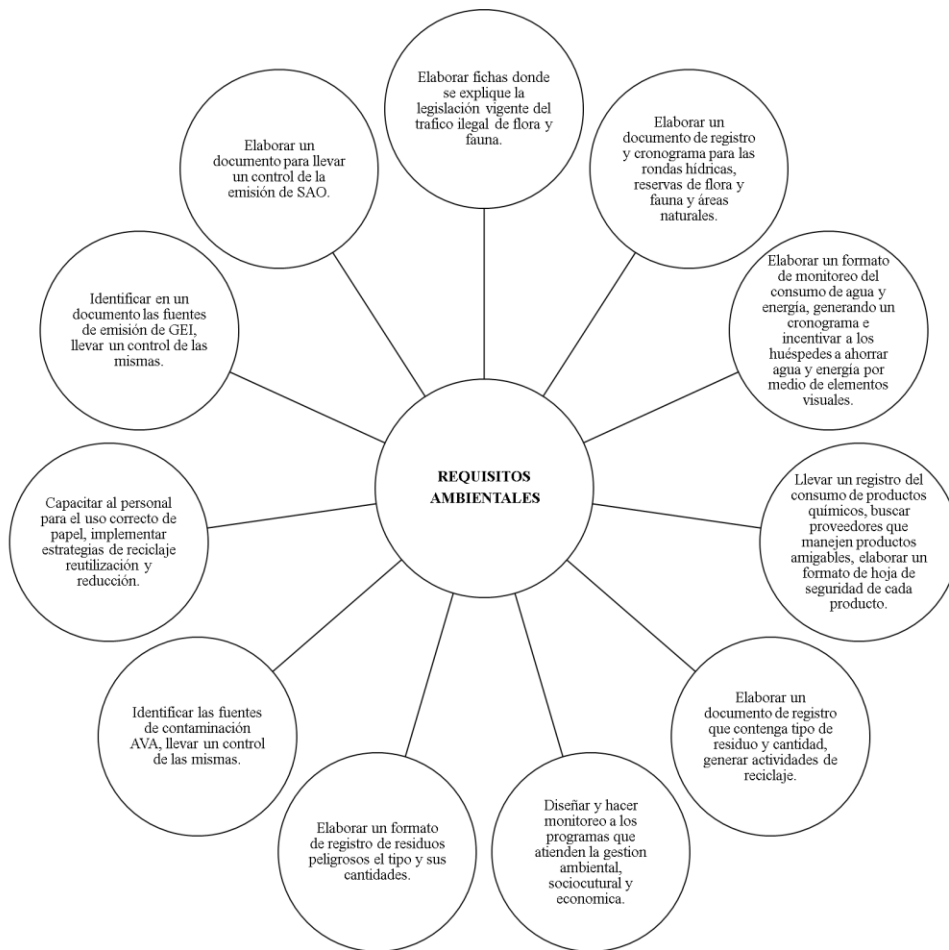 Elaborar fichas donde
se explique la
legislación vigente del
trafico ilegal de flora y
fauna.
Elaborar un
documento de registro
y cronograma para las
rondas hídricas,
reservas de flora y
fauna y áreas
naturales.
Elaborar un formato
de monitoreo del
consumo de agua y
energía, generando un
cronograma e
incentivar a los
huéspedes a ahorrar
agua y energía por
medio de elementos
visuales.
Llevar un registro del
consumo de productos
químicos, buscar
proveedores que
manejen productos
amigables, elaborar un
formato de hoja de
seguridad de cada
producto.
Elaborar un
documento de registro
que contenga tipo de
residuo y cantidad,
generar actividades de
reciclaje.
Diseñar y hacer
monitoreo a los
programas que
atienden la gestion
ambiental,
sociocutural y
economica.
Elaborar un formato
de registro de residuos
peligrosos el tipo y sus
cantidades.
Identificar las fuentes
de contaminación
AVA, llevar un control
de las mismas.
Capacitar al personal
para el uso correcto de
papel, implementar
estrategias de reciclaje
reutilización y
reducción.
Identificar en un
documento las fuentes
de emisión de GEI,
llevar un control de las
mismas.
Elaborar un
documento para llevar
un control de la
emisión de SAO.
REQUISITOS
AMBIENTALES